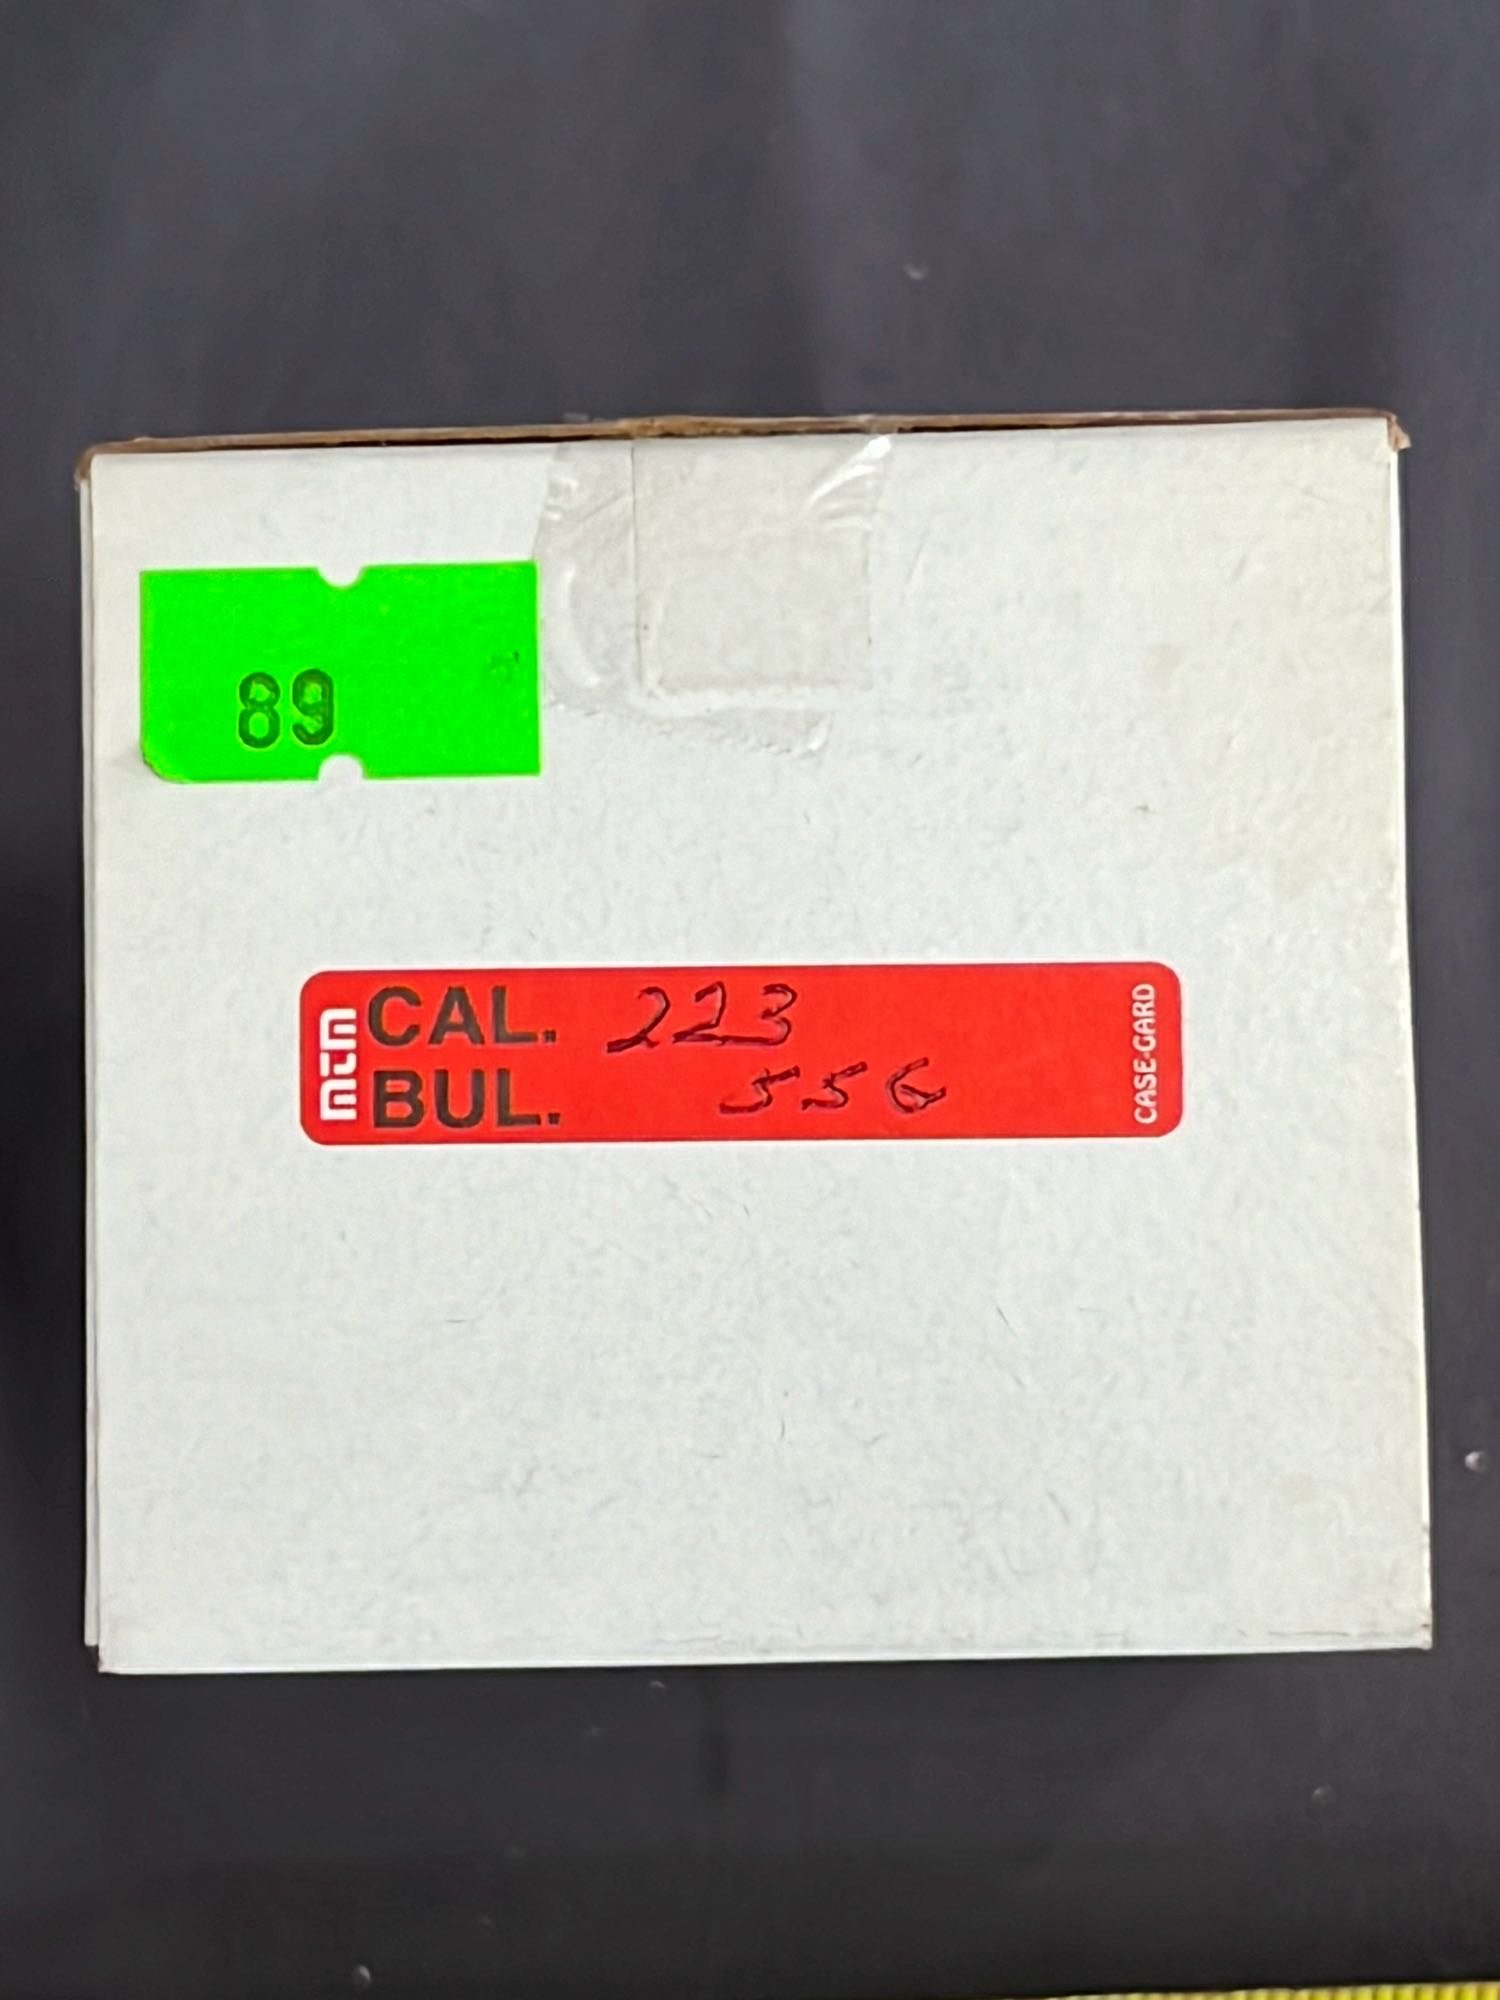 89
mtm
CAL. 223
BUL. 556
CASE-GARD